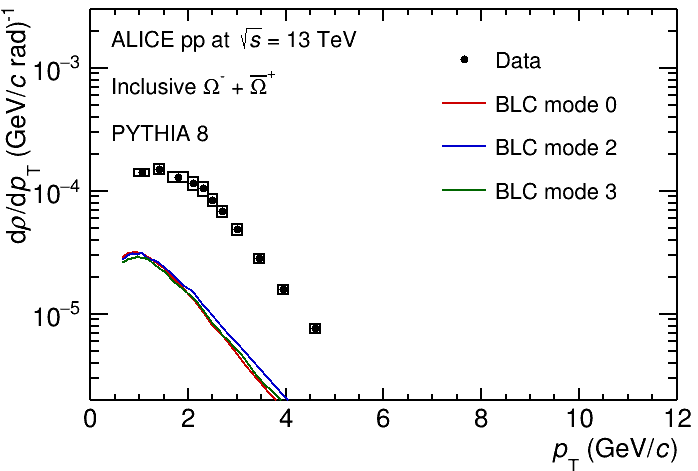 ALICE pp at √s = 13 TeV
Inclusive Ω⁻ + Ω̅⁺
PYTHIA 8
Data
BLC mode 0
BLC mode 2
BLC mode 3
dρ/dp_T (GeV/c rad)⁻¹
10⁻³
10⁻⁴
10⁻⁵
0 2 4 6 8 10 12
p_T (GeV/c)